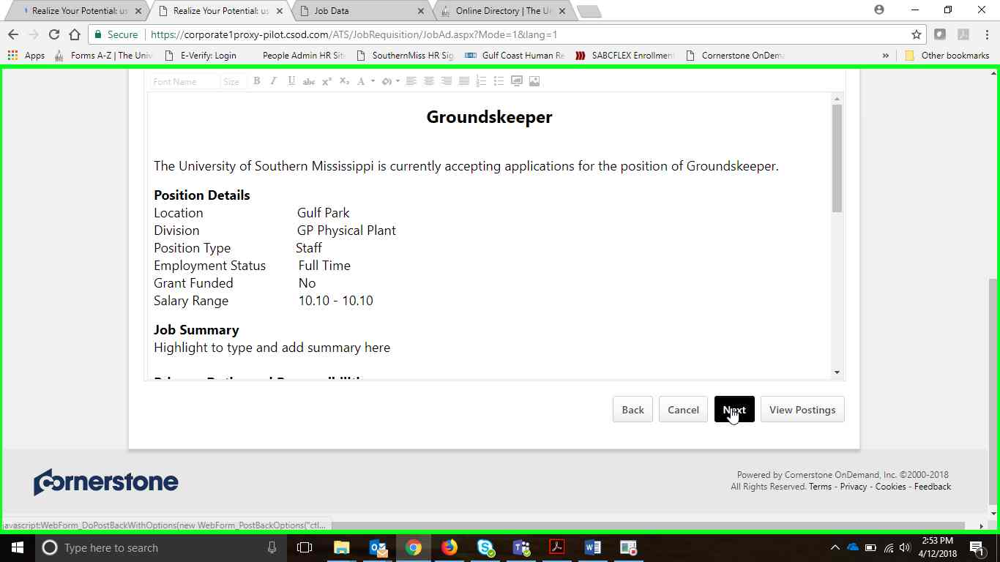 Realize Your Potential: us
Realize Your Potential: us
Job Data
Online Directory | The Un
Secure
https://corporate1proxy-pilot.csod.com/ATS/JobRequisition/JobAd.aspx?Mode=1&lang=1
Apps
Forms A-Z | The Univ
E-Verify: Login
People Admin HR Site
SouthernMiss HR Sig
Gulf Coast Human Re
SABCFLEX Enrollmen
Cornerstone OnDema
»
Other bookmarks
Font Name
Size
B I U abc x² x₂ A
Groundskeeper
The University of Southern Mississippi is currently accepting applications for the position of Groundskeeper.
Position Details
Location Gulf Park
Division GP Physical Plant
Position Type Staff
Employment Status Full Time
Grant Funded No
Salary Range 10.10 - 10.10
Job Summary
Highlight to type and add summary here
Back
Cancel
Next
View Postings
Cornerstone
Powered by Cornerstone OnDemand, Inc. ©2000-2018
All Rights Reserved. Terms - Privacy - Cookies - Feedback
javascript:WebForm_DoPostBackWithOptions(new WebForm_PostBackOptions("ctl...
Type here to search
2:53 PM
4/12/2018
1